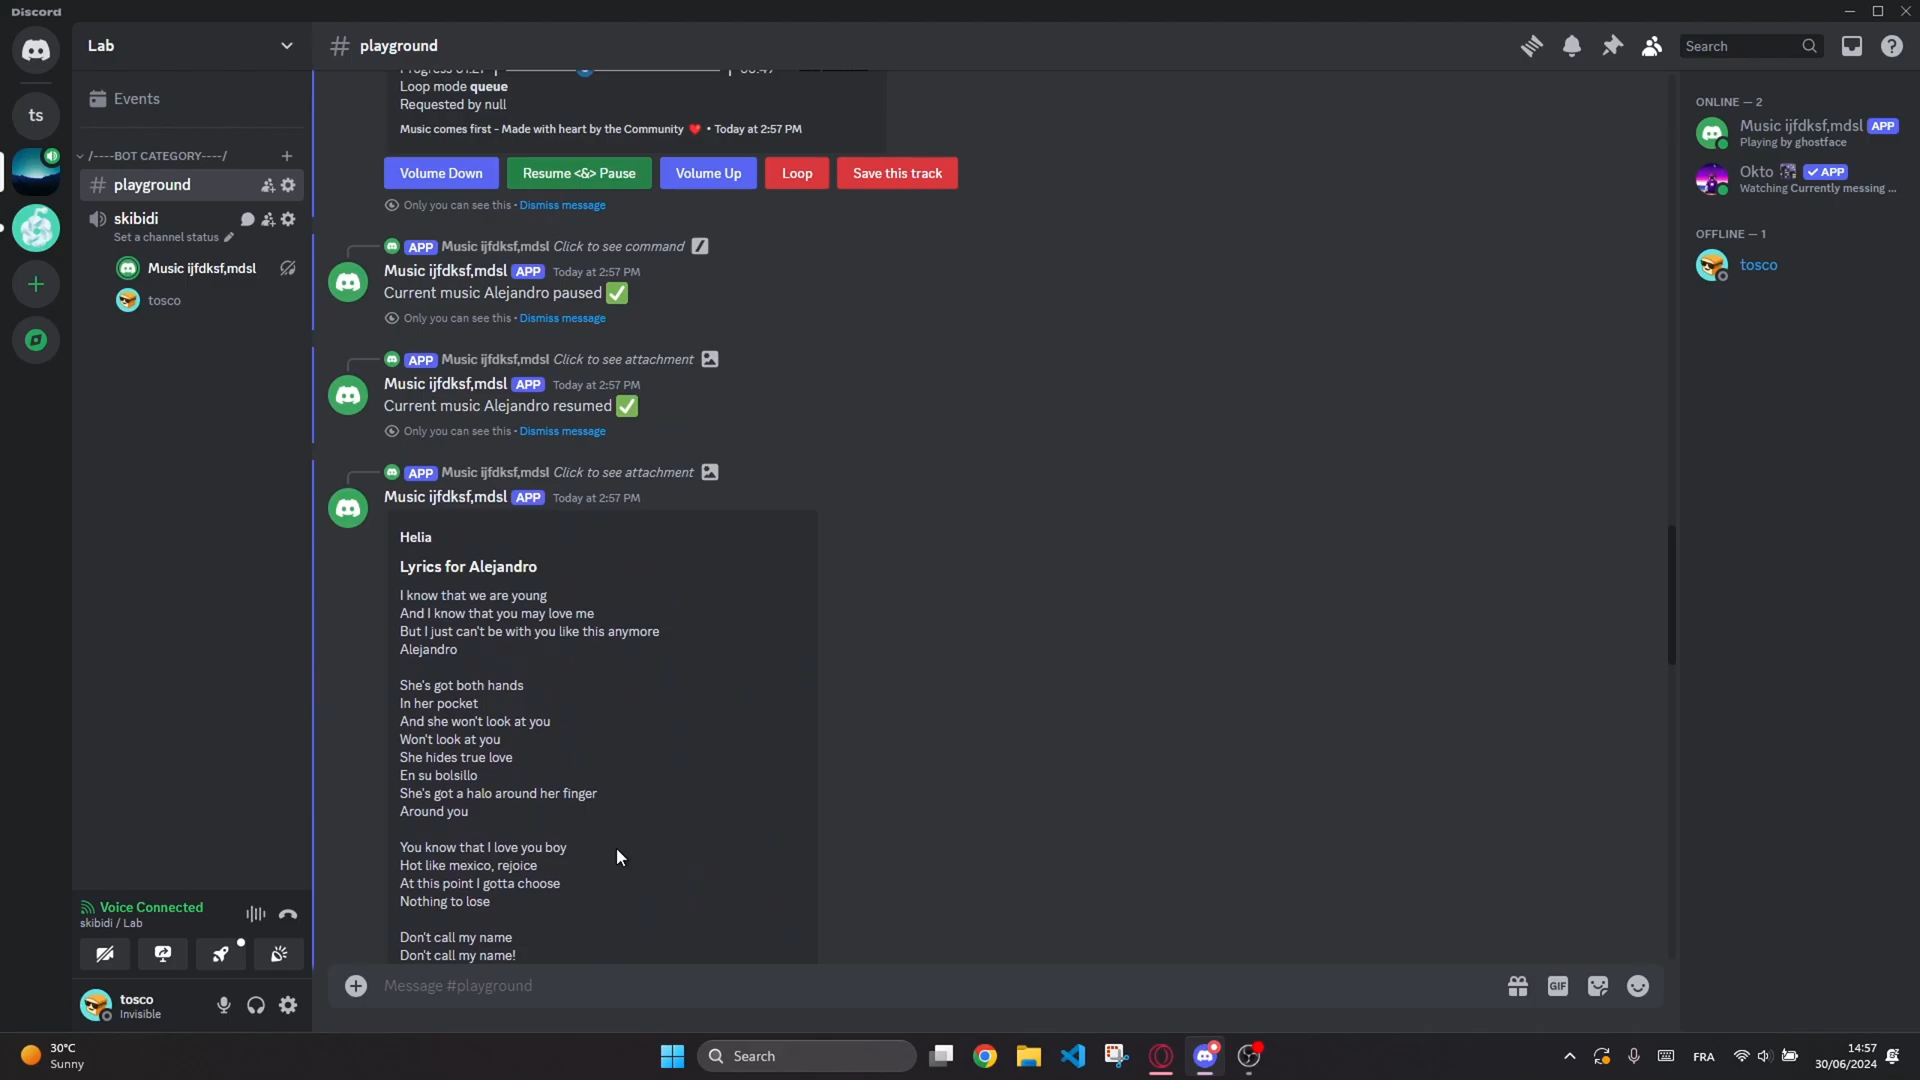 Discord
Lab
playground
Search
Events
ts
/----BOT CATEGORY----/
playground
skibidi
Set a channel status
Music ijfdksf,mdsl
tosco
Loop mode queue
Requested by null
Music comes first - Made with heart by the Community ❤️ • Today at 2:57 PM
Volume Down
Resume <&> Pause
Volume Up
Loop
Save this track
Only you can see this • Dismiss message
APP Music ijfdksf,mdsl Click to see command
Music ijfdksf,mdsl APP Today at 2:57 PM
Current music Alejandro paused ✅
Only you can see this • Dismiss message
APP Music ijfdksf,mdsl Click to see attachment
Music ijfdksf,mdsl APP Today at 2:57 PM
Current music Alejandro resumed ✅
Only you can see this • Dismiss message
APP Music ijfdksf,mdsl Click to see attachment
Music ijfdksf,mdsl APP Today at 2:57 PM
Helia
Lyrics for Alejandro
I know that we are young
And I know that you may love me
But I just can't be with you like this anymore
Alejandro
She's got both hands
In her pocket
And she won't look at you
Won't look at you
She hides true love
En su bolsillo
She's got a halo around her finger
Around you
You know that I love you boy
Hot like mexico, rejoice
At this point I gotta choose
Nothing to lose
Don't call my name
Don't call my name!
Message #playground
GIF
ONLINE — 2
Music ijfdksf,mdsl APP
Playing by ghostface
Okto APP
Watching Currently messing ...
OFFLINE — 1
tosco
Voice Connected
skibidi / Lab
tosco
Invisible
30°C
Sunny
Search
FRA
14:57
30/06/2024